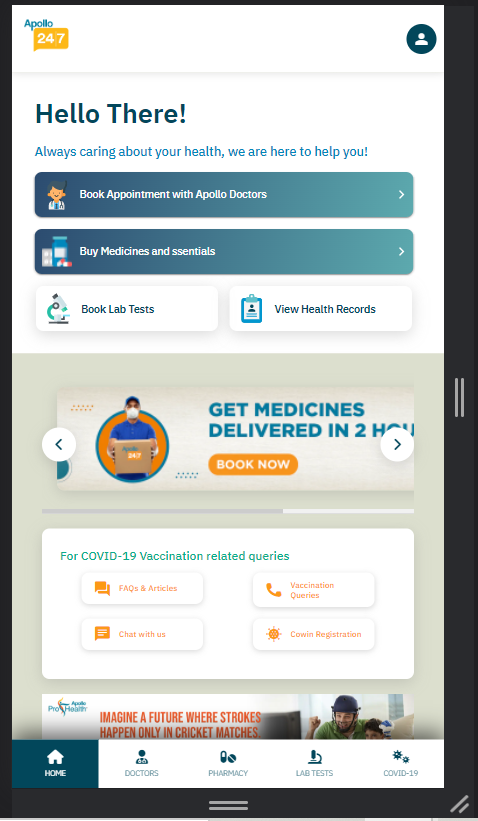 Apollo
24|7
Hello There!
Always caring about your health, we are here to help you!
Book Appointment with Apollo Doctors
Buy Medicines and ssentials
Book Lab Tests
View Health Records
GET MEDICINES
DELIVERED IN 2 HOU
BOOK NOW
Apollo
24|7
For COVID-19 Vaccination related queries
FAQs & Articles
Vaccination
Queries
Chat with us
Cowin Registration
Apollo
ProHealth
IMAGINE A FUTURE WHERE STROKES
HAPPEN ONLY IN CRICKET MATCHES.
HOME
DOCTORS
PHARMACY
LAB TESTS
COVID-19